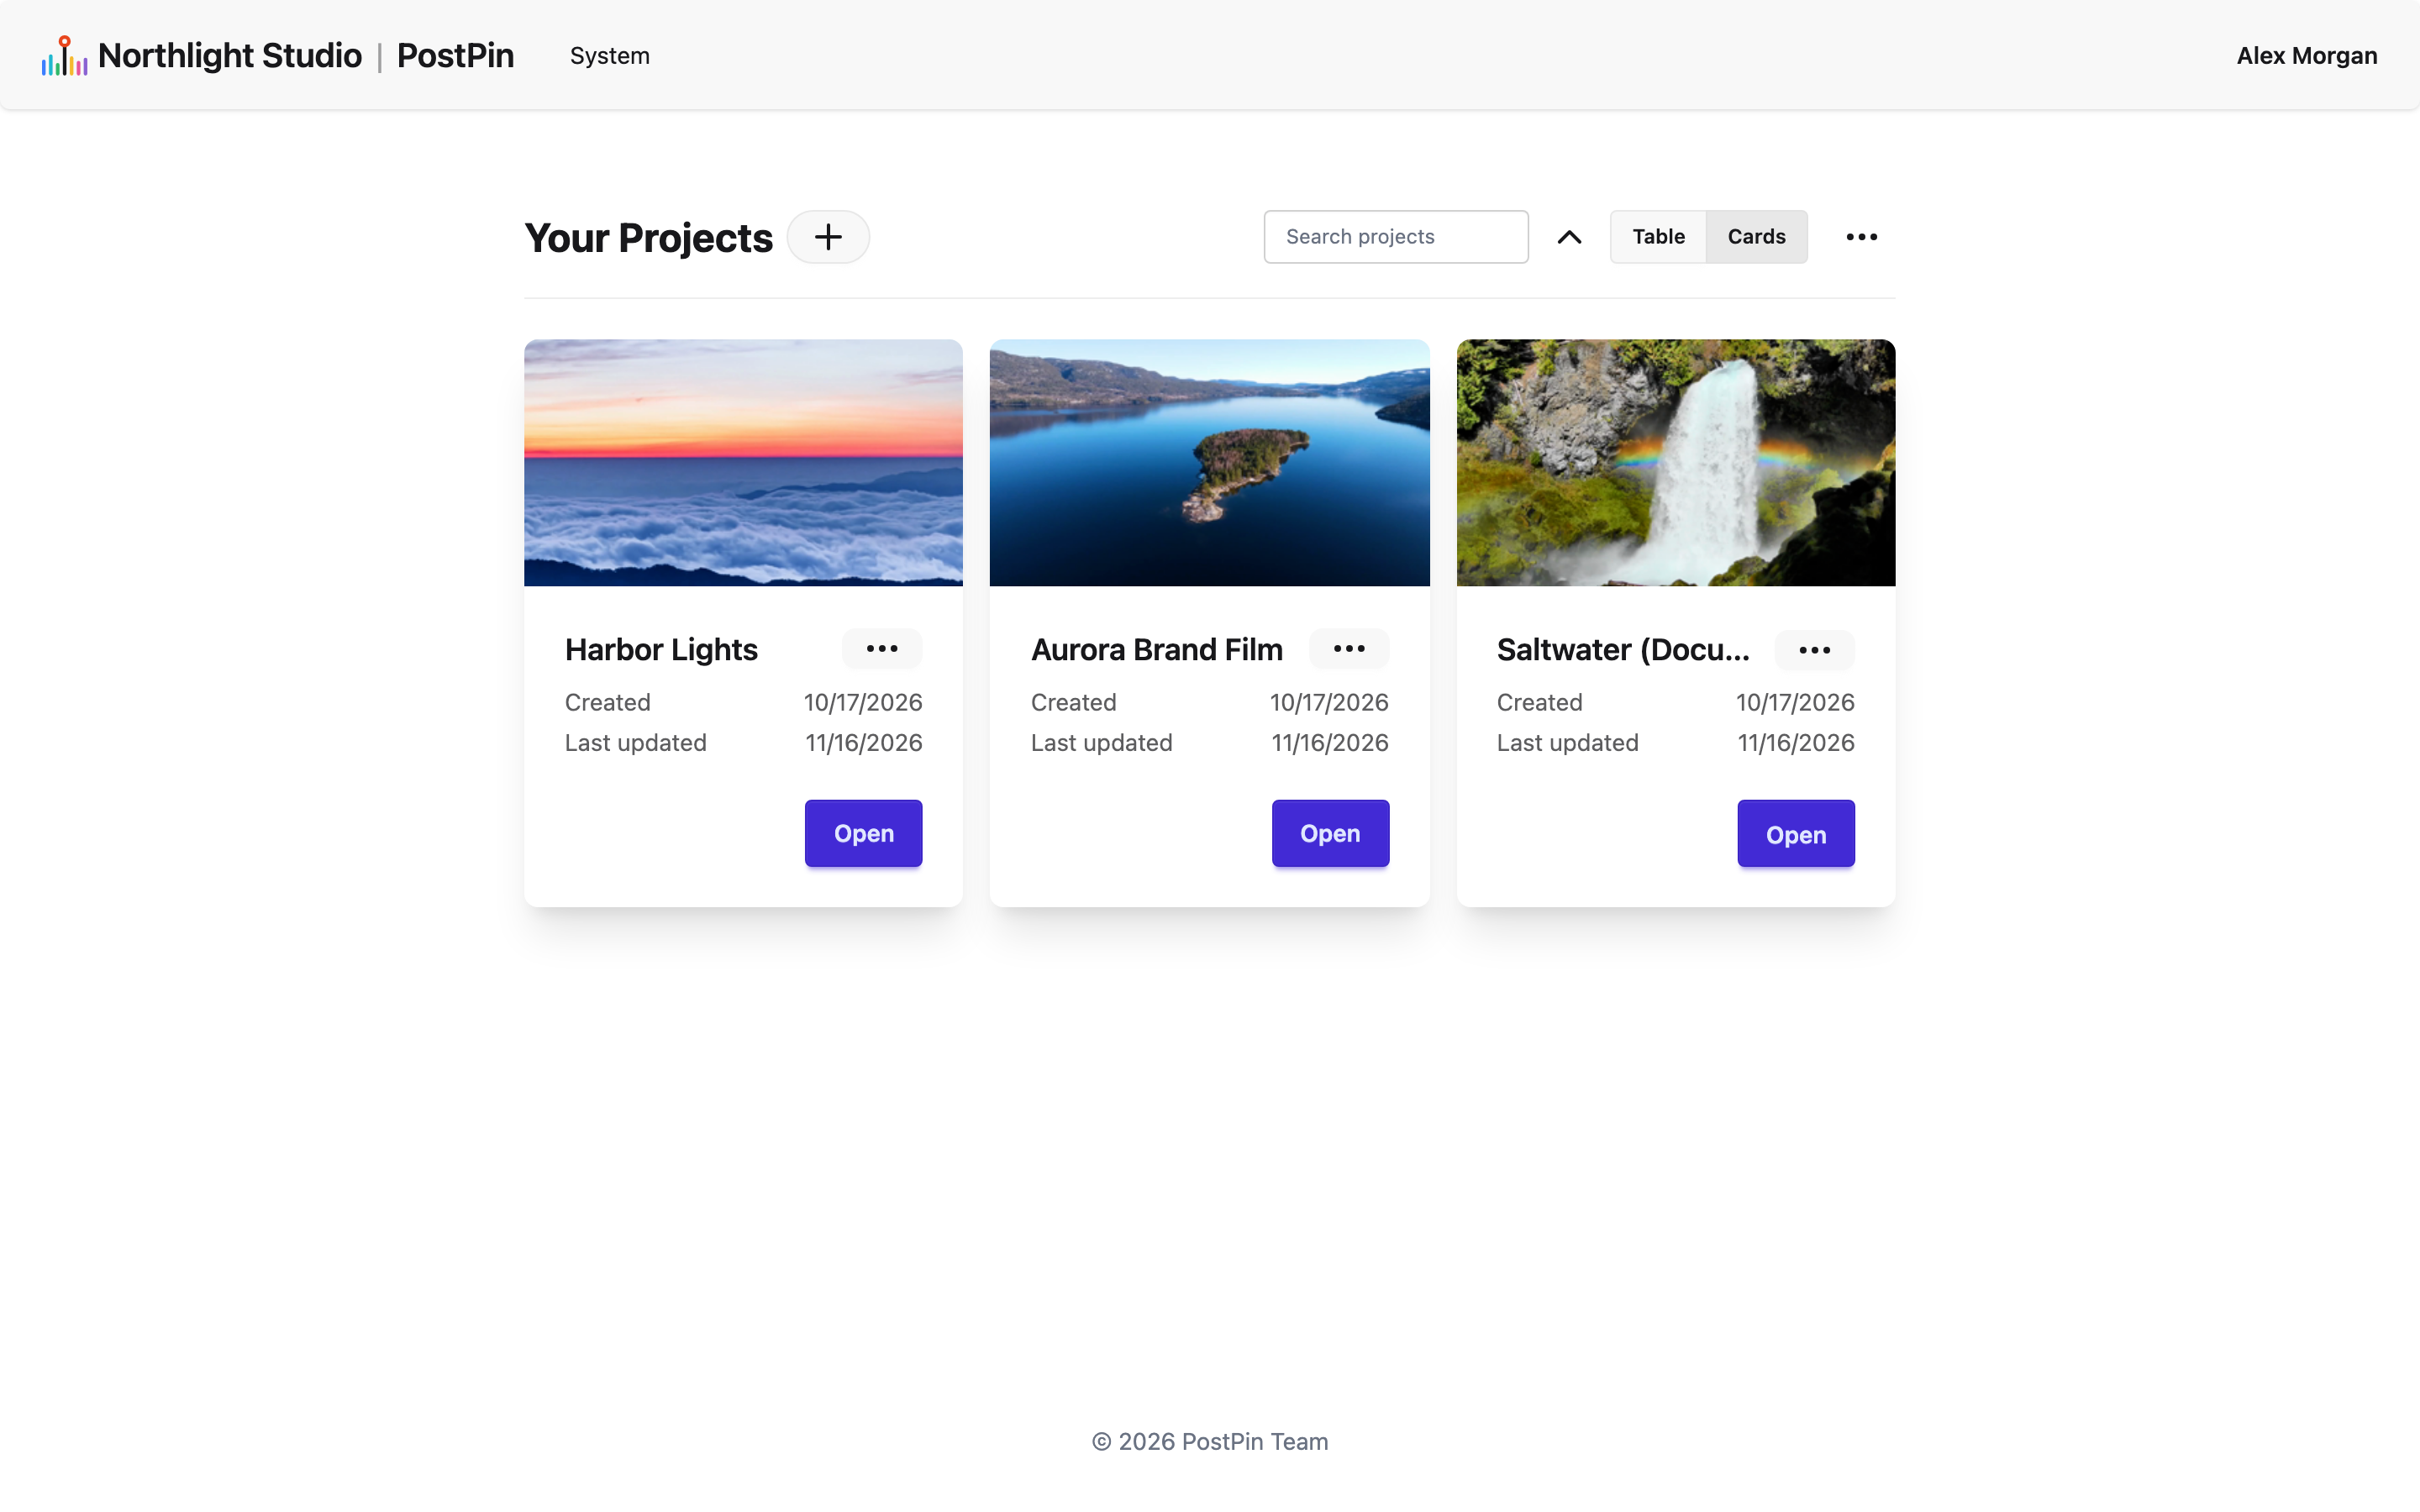 Northlight Studio | PostPin
System
Alex Morgan
Your Projects
Search projects
Table
Cards
Harbor Lights
Created 10/17/2026
Last updated 11/16/2026
Open
Aurora Brand Film
Created 10/17/2026
Last updated 11/16/2026
Open
Saltwater (Docu...
Created 10/17/2026
Last updated 11/16/2026
Open
© 2026 PostPin Team